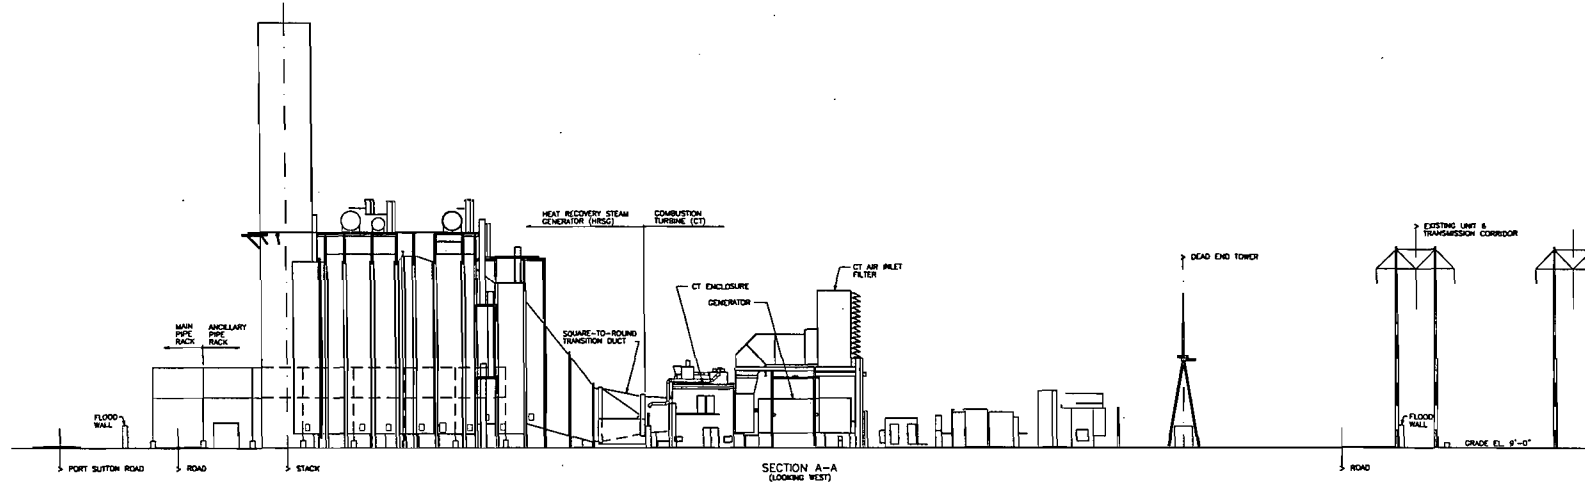 HEAT RECOVERY STEAM
GENERATOR (HRSG)
COMBUSTION
TURBINE (CT)
EXISTING UNIT &
TRANSMISSION CORRIDOR
DEAD END TOWER
CT AIR INLET
FILTER
CT ENCLOSURE
GENERATOR
MAIN
PIPE
RACK
ANCILLARY
PIPE
RACK
SQUARE-TO-ROUND
TRANSITION DUCT
FLOOD
WALL
FLOOD
WALL
GRADE EL. 9'-0"
PORT SUTTON ROAD
ROAD
STACK
SECTION A-A
(LOOKING WEST)
ROAD